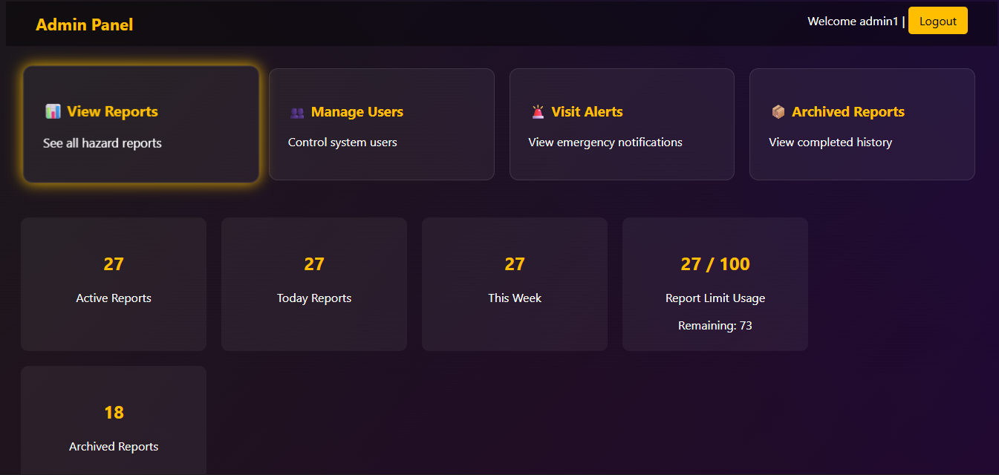 Admin Panel
Welcome admin1 | Logout
View Reports
See all hazard reports
Manage Users
Control system users
Visit Alerts
View emergency notifications
Archived Reports
View completed history
27
Active Reports
27
Today Reports
27
This Week
27 / 100
Report Limit Usage
Remaining: 73
18
Archived Reports